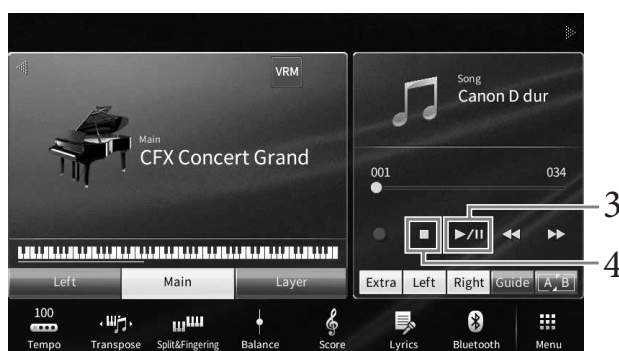 VRM
Main
CFX Concert Grand
Left
Main
Layer
Song
Canon D dur
001
034
3
4
Extra
Left
Right
Guide
A B
100
Tempo
Transpose
Split&Fingering
Balance
Score
Lyrics
Bluetooth
Menu